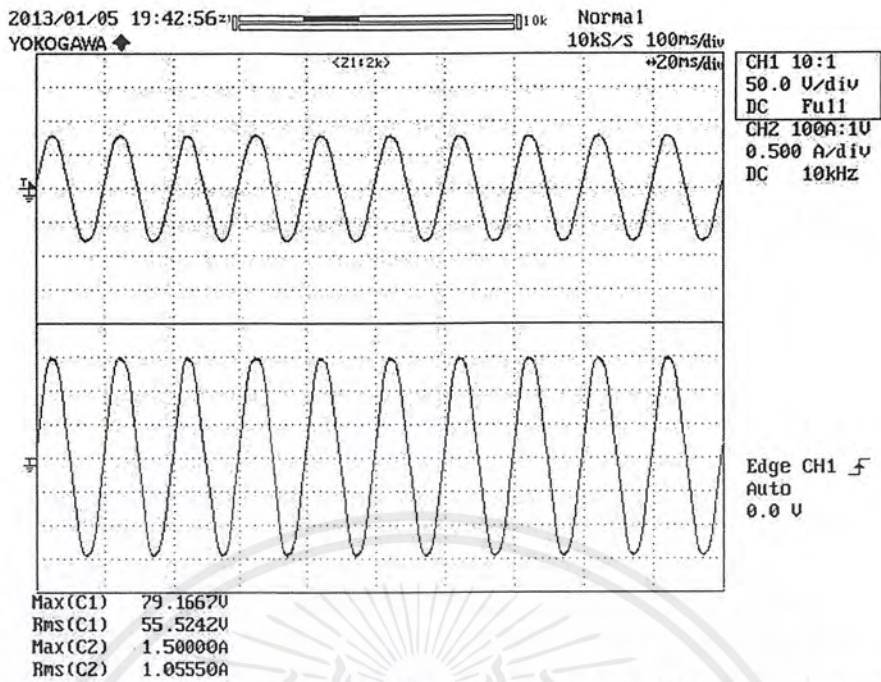 2013/01/05 19:42:56
10k
Normal
YOKOGAWA
10kS/s 100ms/div
<Z1:2k>
↔20ms/div
CH1 10:1
50.0 V/div
DC Full
CH2 100A:1V
0.500 A/div
DC 10kHz
Edge CH1
Auto
0.0 V
Max(C1) 79.1667V
Rms(C1) 55.5242V
Max(C2) 1.50000A
Rms(C2) 1.05550A